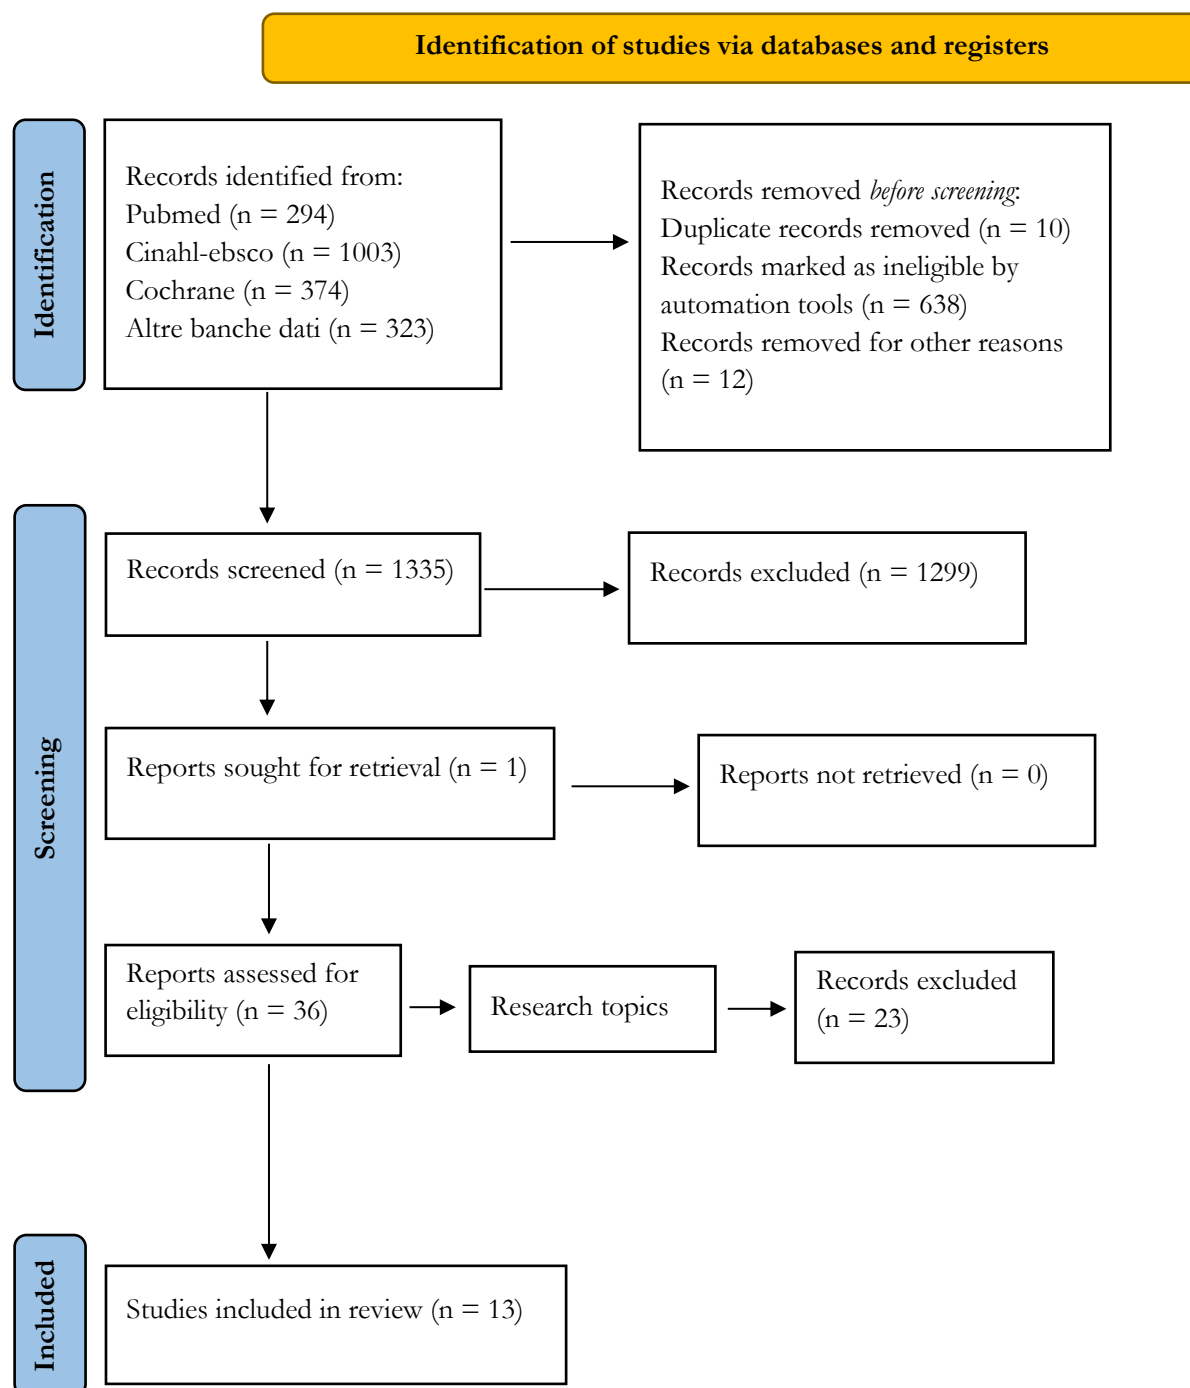 Identification of studies via databases and registers
Identification
Records identified from:
Pubmed (n = 294)
Cinahl-ebsco (n = 1003)
Cochrane (n = 374)
Altre banche dati (n = 323)
Records removed before screening:
Duplicate records removed (n = 10)
Records marked as ineligible by
automation tools (n = 638)
Records removed for other reasons
(n = 12)
Screening
Records screened (n = 1335)
Records excluded (n = 1299)
Reports sought for retrieval (n = 1)
Reports not retrieved (n = 0)
Reports assessed for
eligibility (n = 36)
Research topics
Records excluded
(n = 23)
Included
Studies included in review (n = 13)